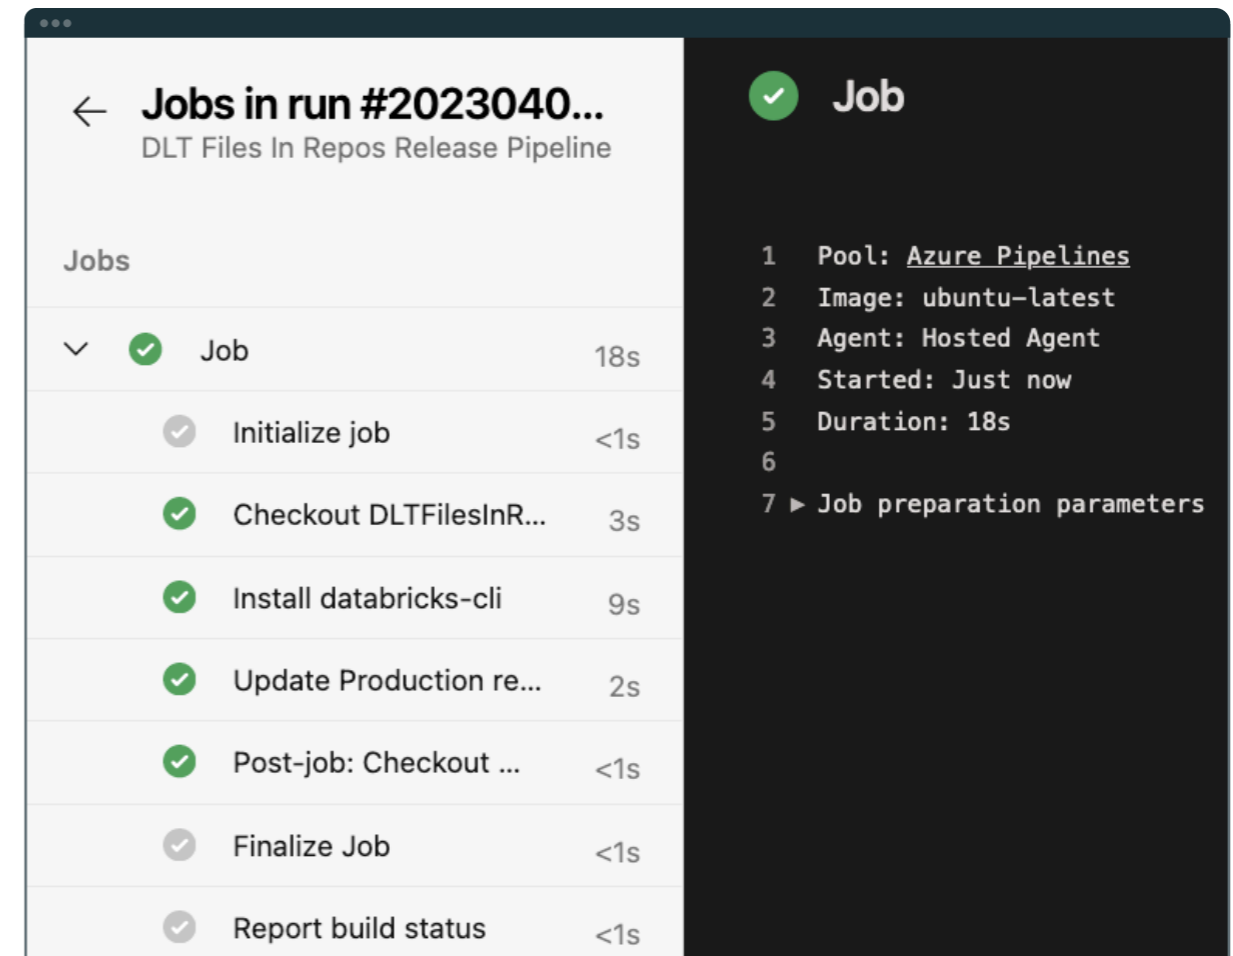 Jobs in run #2023040...
DLT Files In Repos Release Pipeline
Jobs
Job 18s
Initialize job <1s
Checkout DLTFilesInR... 3s
Install databricks-cli 9s
Update Production re... 2s
Post-job: Checkout ... <1s
Finalize Job <1s
Report build status <1s
Job
1 Pool: Azure Pipelines
2 Image: ubuntu-latest
3 Agent: Hosted Agent
4 Started: Just now
5 Duration: 18s
6
7 ▶ Job preparation parameters